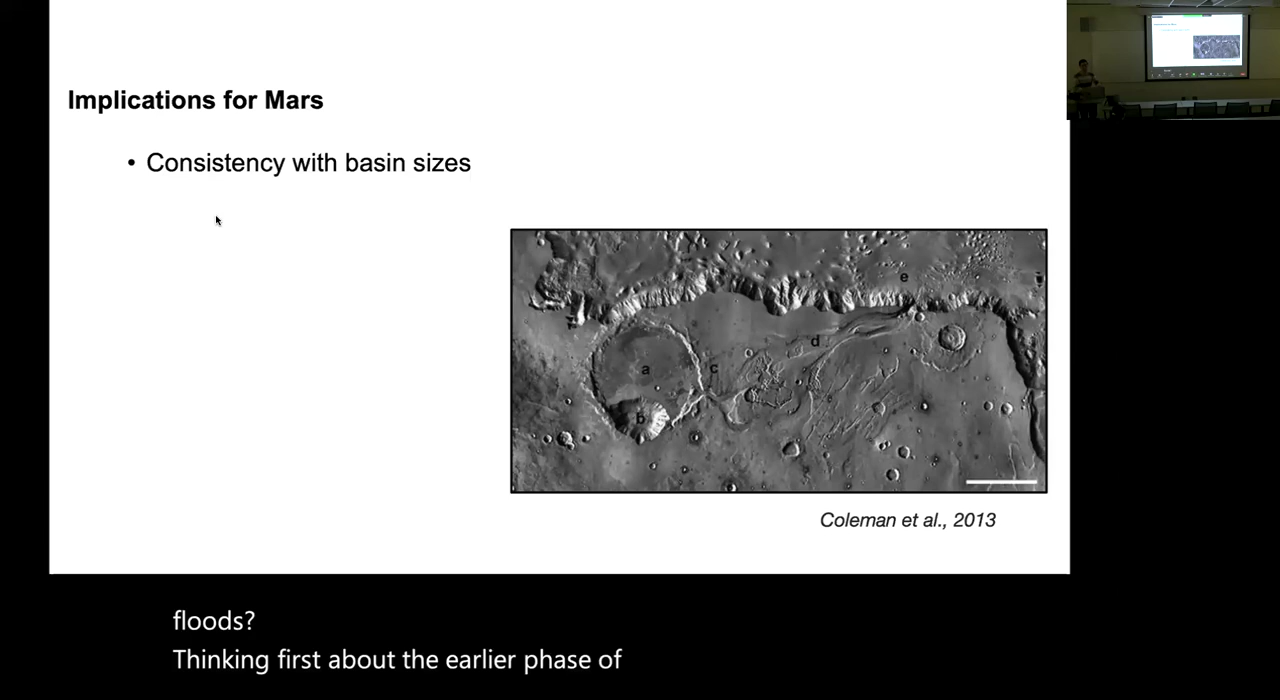 Implications for Mars
• Consistency with basin sizes
e
d
a
c
b
Coleman et al., 2013
floods?
Thinking first about the earlier phase of